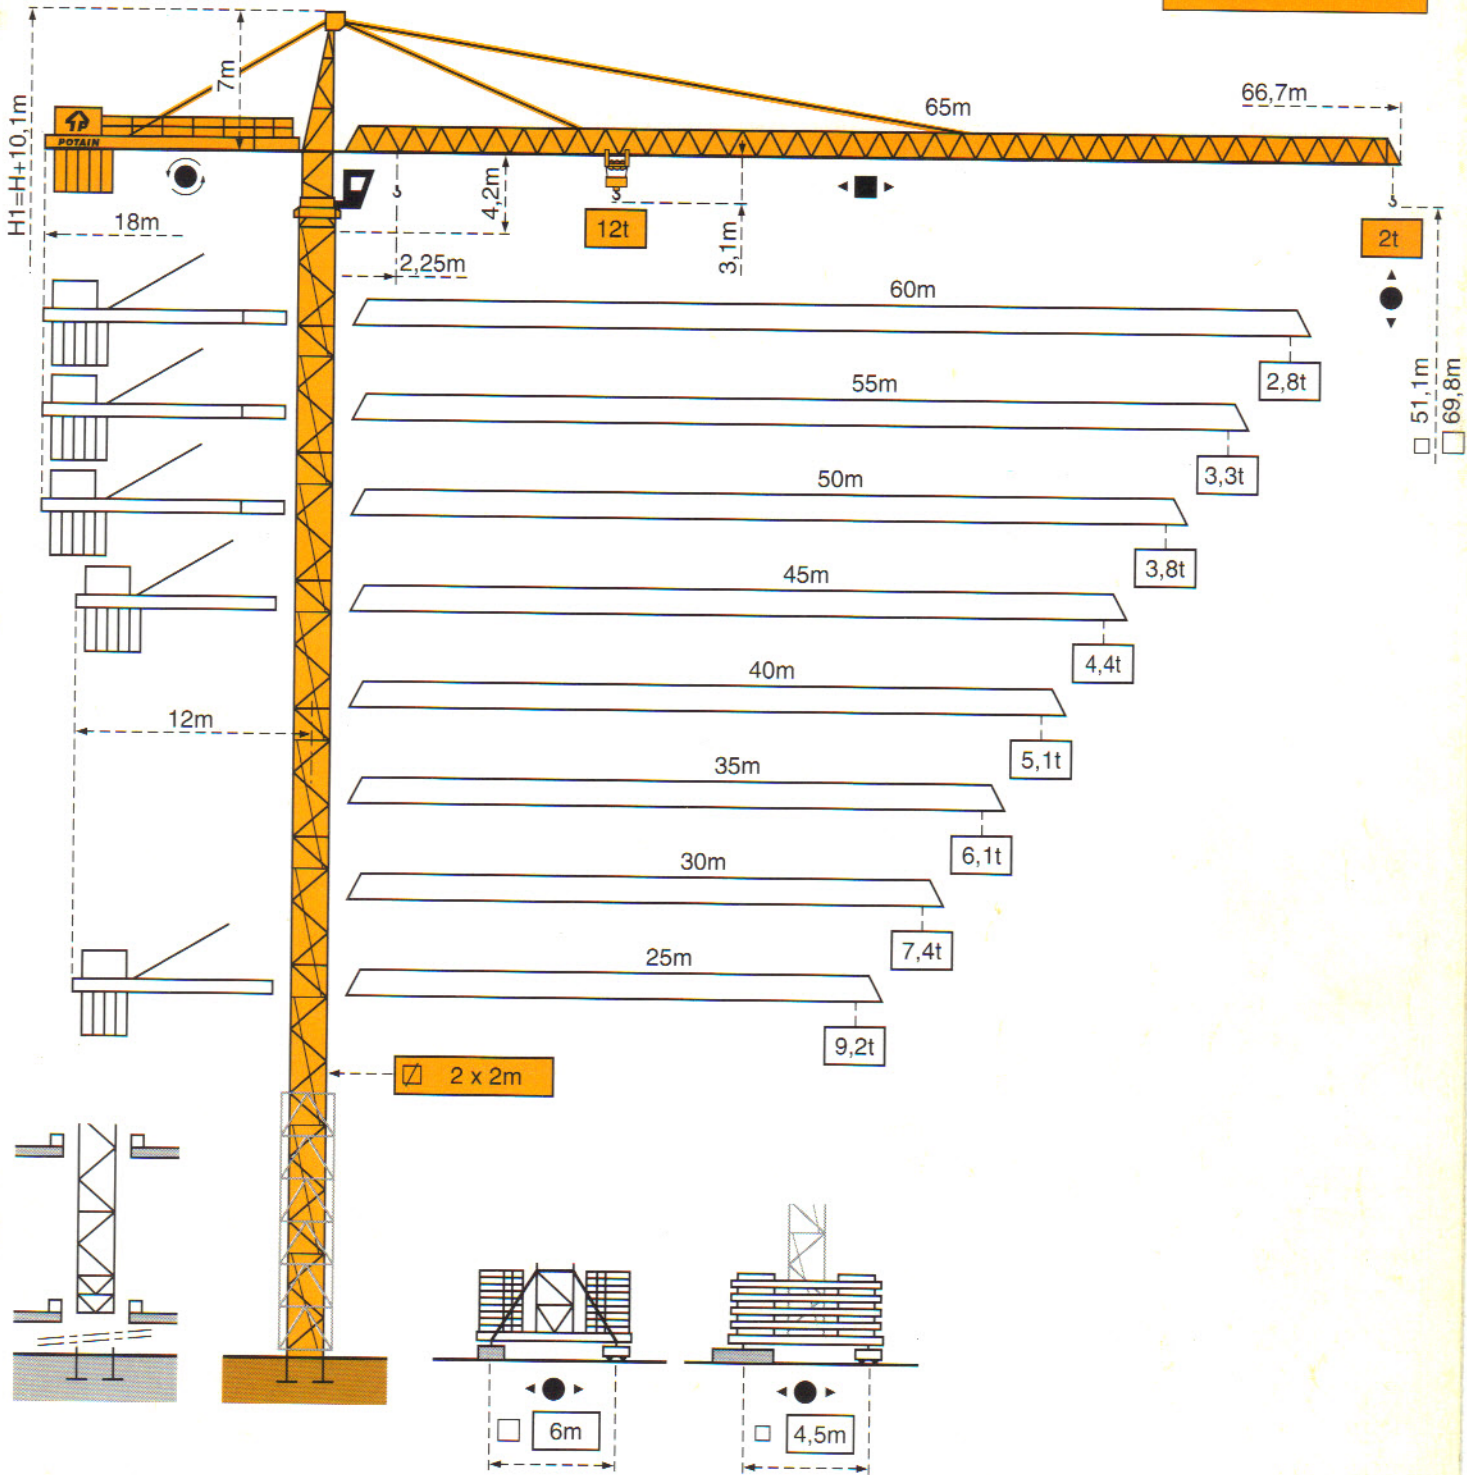 H1=H+10,1m
7m
65m
66,7m
POTAIN
18m
4,2m
12t
3,1m
2t
2,25m
60m
2,8t
55m
51,1m
69,8m
3,3t
50m
3,8t
45m
4,4t
40m
12m
5,1t
35m
6,1t
30m
7,4t
25m
9,2t
2 x 2m
6m
4,5m